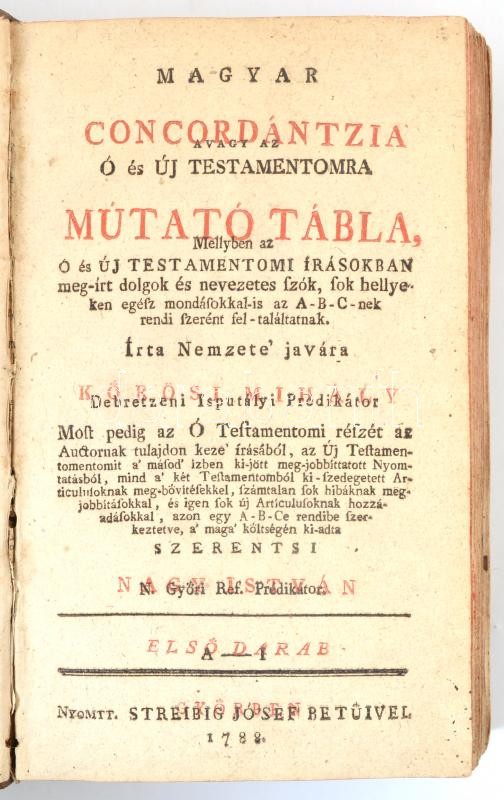 MAGYAR
CONCORDÁNTZIA
AVAGY AZ
Ó és ÚJ TESTAMENTOMRA
MÚTATÓ TÁBLA,
Mellyben az
Ó és ÚJ TESTAMENTOMI ÍRÁSOKBAN
meg-írt dolgok és nevezetes ſzók, ſok hellye-
ken egéſz mondáſokkal-is az A-B-C-nek
rendi ſzerént fel-találtatnak.
Írta Nemzete' javára
KŐRÖSI MIHÁLY
Debretzeni Iſputályi Prédikátor
Moſt pedig az Ó Teſtamentomi réſzét az
Auctornak tulajdon keze' íráſából, az Új Teſtamen-
tomentomit a' máſod' izben ki-jött meg-jobbíttatott Nyom-
tatásból, mind a' két Teſtamentomból ki-ſzedegetett Ar-
ticuluſoknak meg-bővítéſekkel, ſzámtalan ſok hibáknak meg-
jobbítáſokkal, és igen ſok új Articuluſoknak hozzá-
adáſokkal, azon egy A-B-Ce rendibe ſzer-
keztetve, a' maga' költségén ki-adta
SZERENTSI
NAGY ISTVÁN
N. Győri Ref. Prédikátor.
ELSŐ DARAB
A—I
GYŐRBEN
NYOMTT. STREIBIG JÓSEF BETŰIVEL
1788.